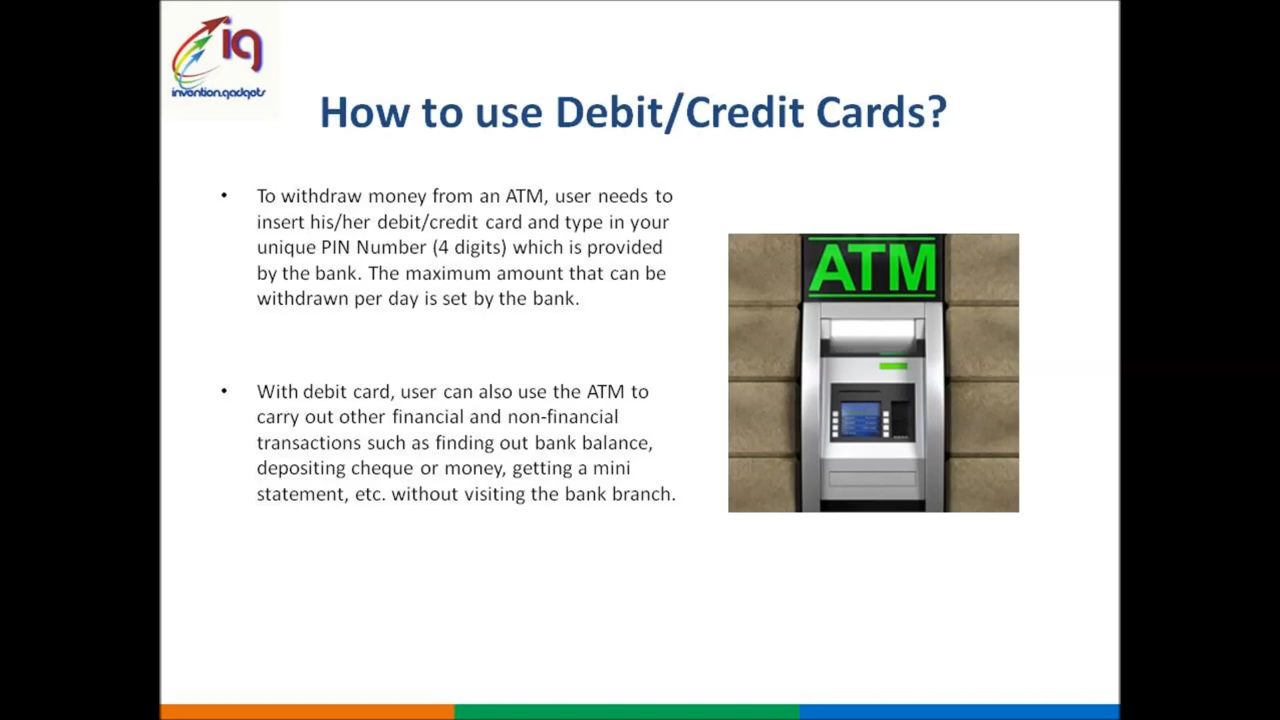 iq
invention.gadgets
How to use Debit/Credit Cards?
• To withdraw money from an ATM, user needs to
insert his/her debit/credit card and type in your
unique PIN Number (4 digits) which is provided
by the bank. The maximum amount that can be
withdrawn per day is set by the bank.
ATM
• With debit card, user can also use the ATM to
carry out other financial and non-financial
transactions such as finding out bank balance,
depositing cheque or money, getting a mini
statement, etc. without visiting the bank branch.